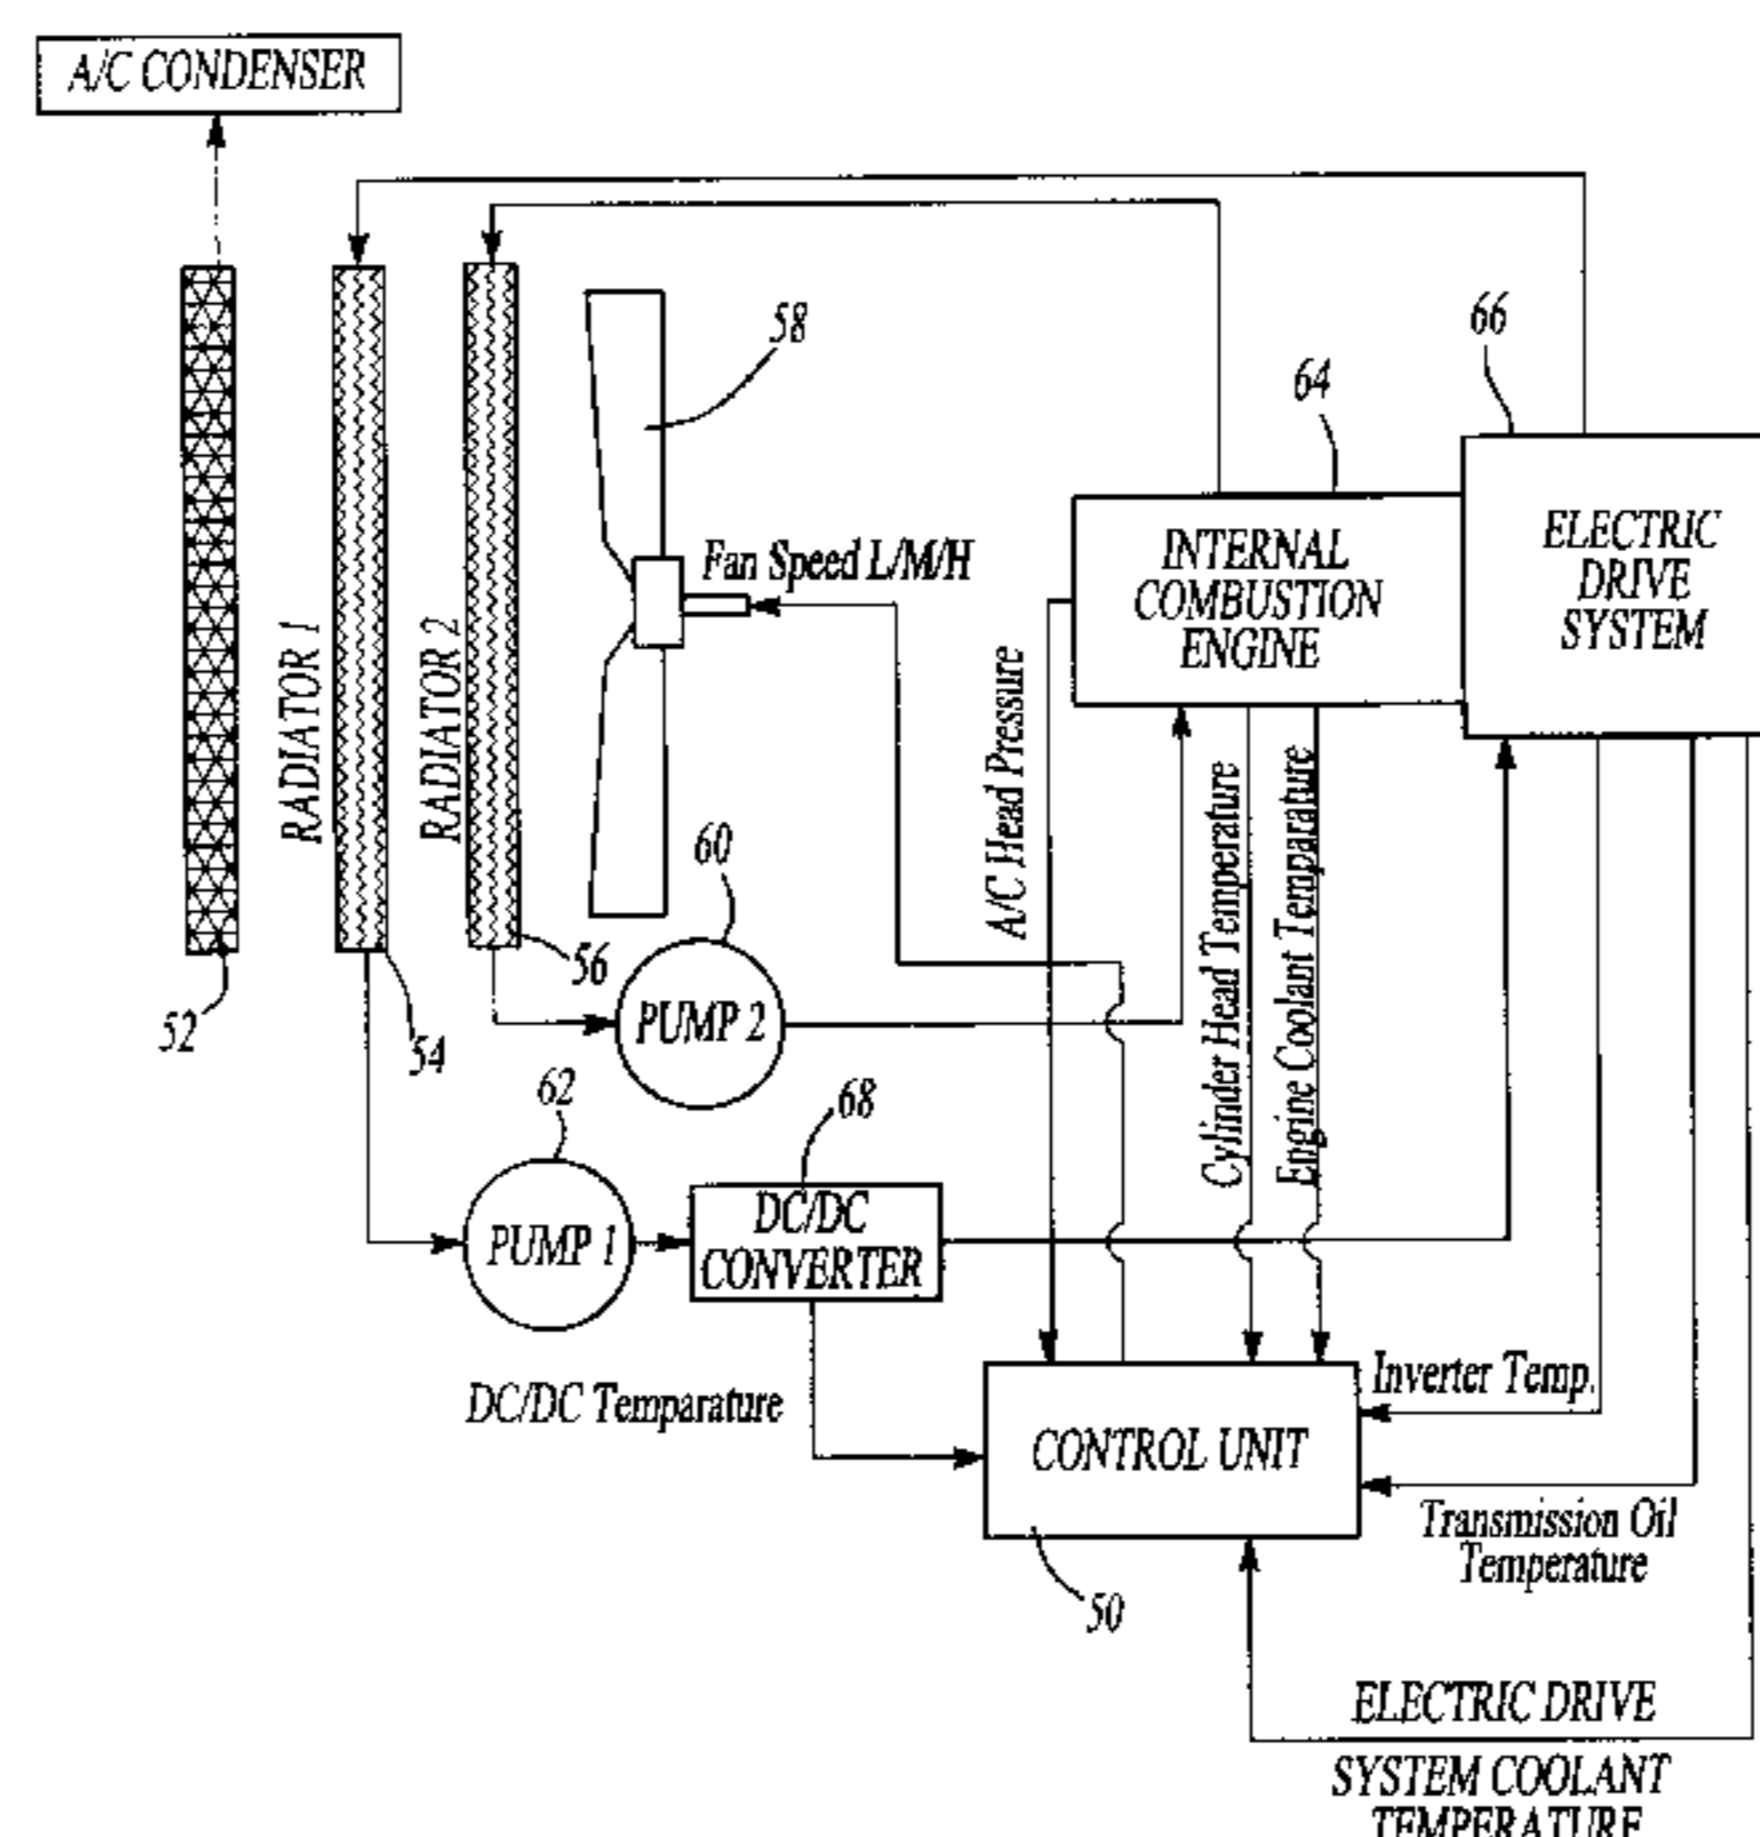 A/C CONDENSER
58
66
64
Fan Speed L/M/H
INTERNAL
COMBUSTION
ENGINE
ELECTRIC
DRIVE
SYSTEM
RADIATOR 1
RADIATOR 2
A/C Head Pressure
Cylinder Head Temperature
Engine Coolant Temparature
60
56
52
54
PUMP 2
62
68
PUMP 1
DC/DC
CONVERTER
DC/DC Temparature
CONTROL UNIT
Inverter Temp.
Transmission Oil
Temperature
50
ELECTRIC DRIVE
SYSTEM COOLANT
TEMPERATURE